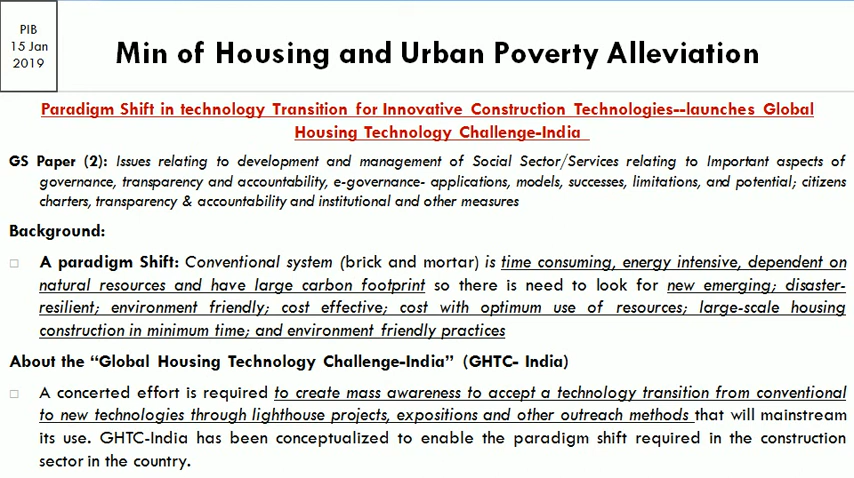 PIB
15 Jan
2019
Min of Housing and Urban Poverty Alleviation
Paradigm Shift in technology Transition for Innovative Construction Technologies--launches Global
Housing Technology Challenge-India
GS Paper (2): Issues relating to development and management of Social Sector/Services relating to Important aspects of
governance, transparency and accountability, e-governance- applications, models, successes, limitations, and potential; citizens
charters, transparency & accountability and institutional and other measures
Background:
□ A paradigm Shift: Conventional system (brick and mortar) is time consuming, energy intensive, dependent on
natural resources and have large carbon footprint so there is need to look for new emerging; disaster-
resilient; environment friendly; cost effective; cost with optimum use of resources; large-scale housing
construction in minimum time; and environment friendly practices
About the “Global Housing Technology Challenge-India” (GHTC- India)
□ A concerted effort is required to create mass awareness to accept a technology transition from conventional
to new technologies through lighthouse projects, expositions and other outreach methods that will mainstream
its use. GHTC-India has been conceptualized to enable the paradigm shift required in the construction
sector in the country.